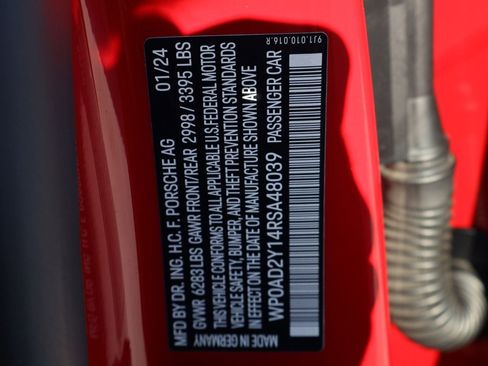 9J1.010.016.R
MFD BY DR. ING. H.C. F. PORSCHE AG 01/24
GVWR 6283 LBS GAWR FRONT/REAR 2998 / 3395 LBS
THIS VEHICLE CONFORMS TO ALL APPLICABLE U.S. FEDERAL MOTOR
VEHICLE SAFETY, BUMPER, AND THEFT PREVENTION STANDARDS
IN EFFECT ON THE DATE OF MANUFACTURE SHOWN ABOVE
WP0AD2Y14RSA48039 PASSENGER CAR
MADE IN GERMANY